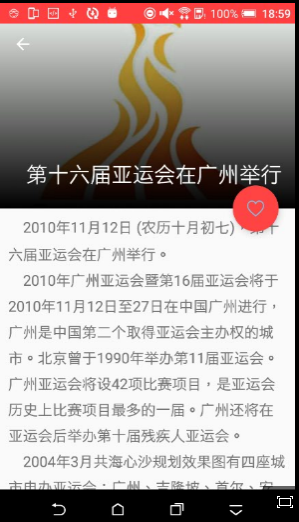 100% 18:59
第十六届亚运会在广州举行
2010年11月12日 (农历十月初七)，第十
六届亚运会在广州举行。
2010年广州亚运会暨第16届亚运会将于
2010年11月12日至27日在中国广州进行，
广州是中国第二个取得亚运会主办权的城
市。北京曾于1990年举办第11届亚运会。
广州亚运会将设42项比赛项目，是亚运会
历史上比赛项目最多的一届。广州还将在
亚运会后举办第十届残疾人亚运会。
2004年3月共海心沙规划效果图有四座城
市申办亚运会：广州、吉隆坡、首尔、安